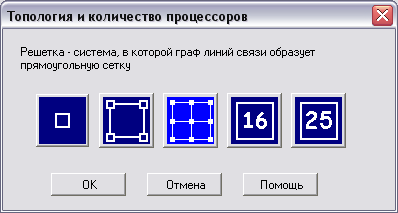 Топология и количество процессоров
Решетка - система, в которой граф линий связи образует
прямоугольную сетку
16 25
OK Отмена Помощь